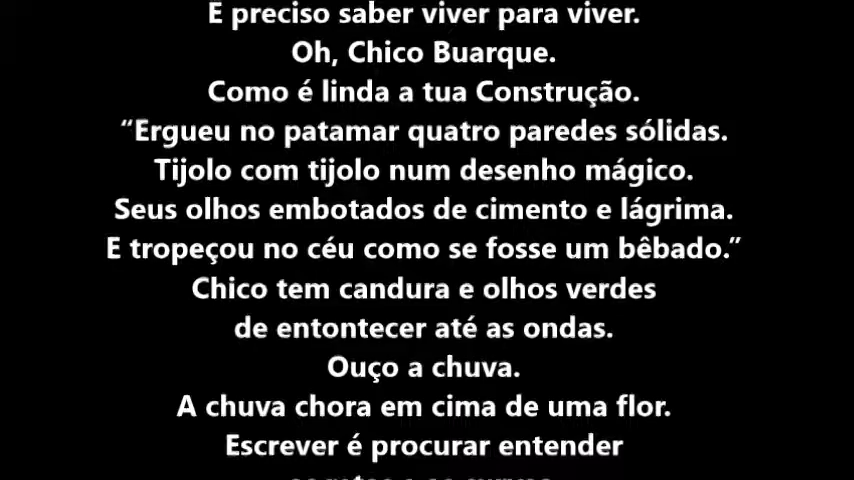 É preciso saber viver para viver.
Oh, Chico Buarque.
Como é linda a tua Construção.
“Ergueu no patamar quatro paredes sólidas.
Tijolo com tijolo num desenho mágico.
Seus olhos embotados de cimento e lágrima.
E tropeçou no céu como se fosse um bêbado.”
Chico tem candura e olhos verdes
de entontecer até as ondas.
Ouço a chuva.
A chuva chora em cima de uma flor.
Escrever é procurar entender